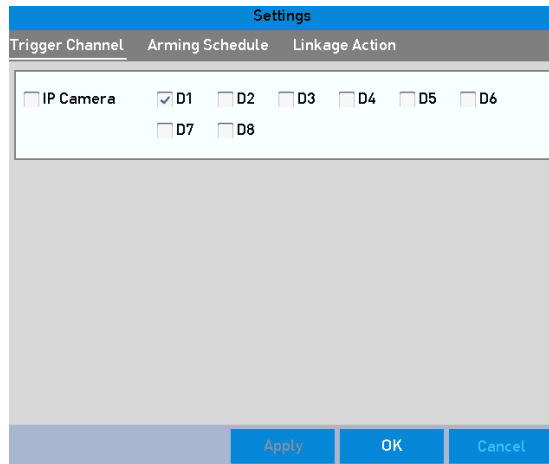 Settings
Trigger Channel Arming Schedule Linkage Action
IP Camera D1 D2 D3 D4 D5 D6
D7 D8
Apply OK Cancel